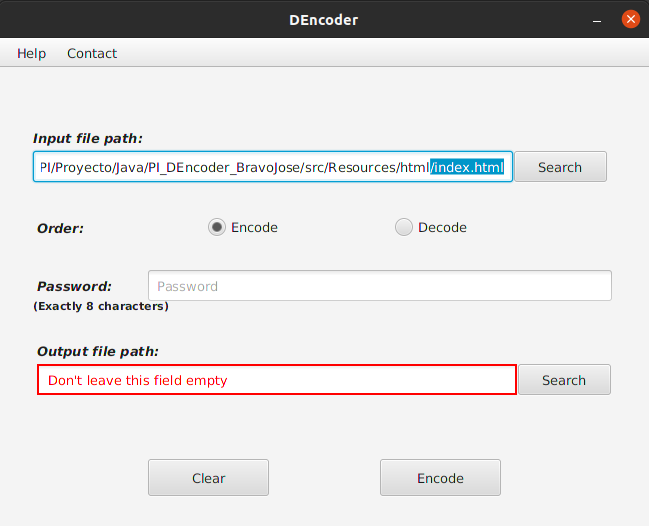 DEncoder
Help Contact
Input file path:
PI/Proyecto/Java/PI_DEncoder_BravoJose/src/Resources/html/index.html Search
Order: Encode Decode
Password: Password
(Exactly 8 characters)
Output file path:
Don't leave this field empty Search
Clear Encode